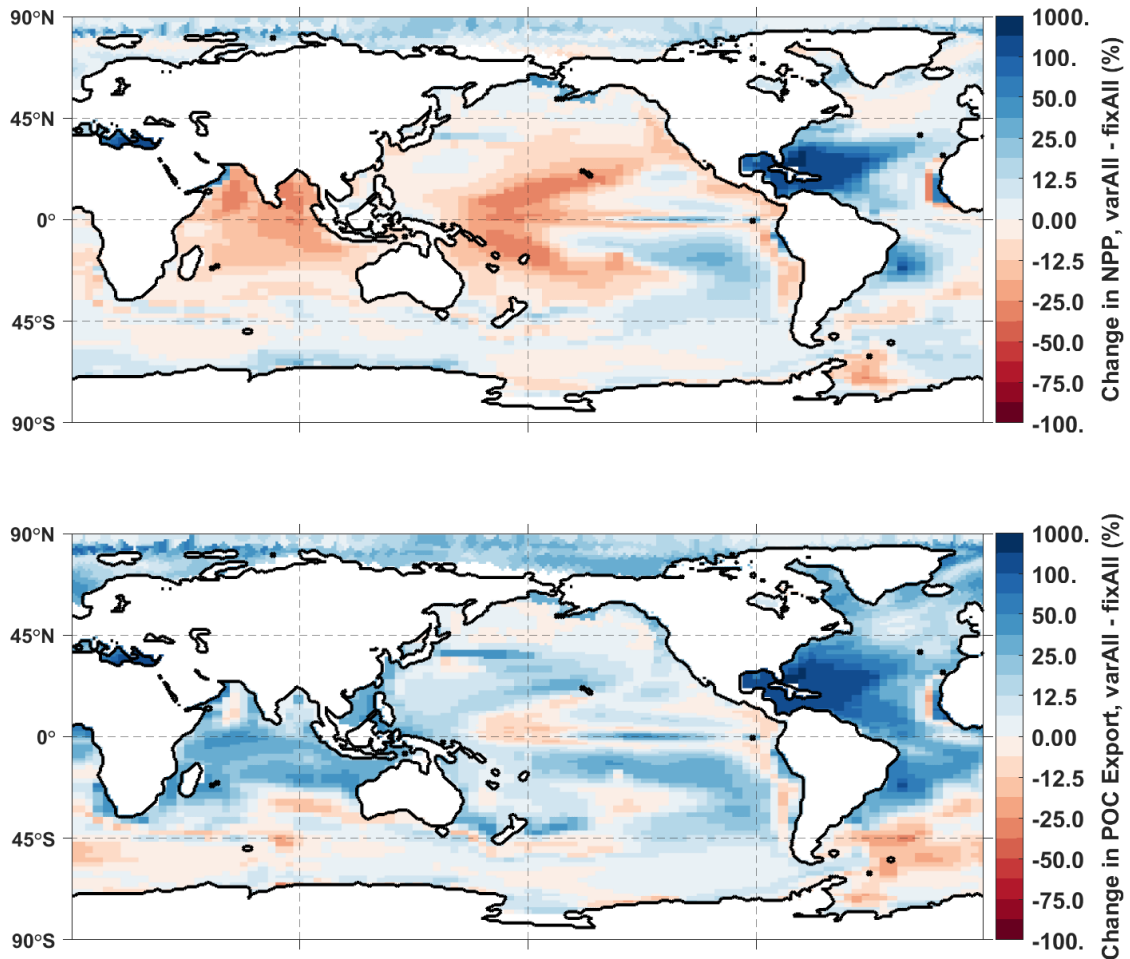 90°N
45°N
0°
45°S
90°S
1000.
100.
50.0
25.0
12.5
0.00
-12.5
-25.0
-50.0
-75.0
-100.
Change in NPP, varAll - fixAll (%)
90°N
45°N
0°
45°S
90°S
1000.
100.
50.0
25.0
12.5
0.00
-12.5
-25.0
-50.0
-75.0
-100.
Change in POC Export, varAll - fixAll (%)